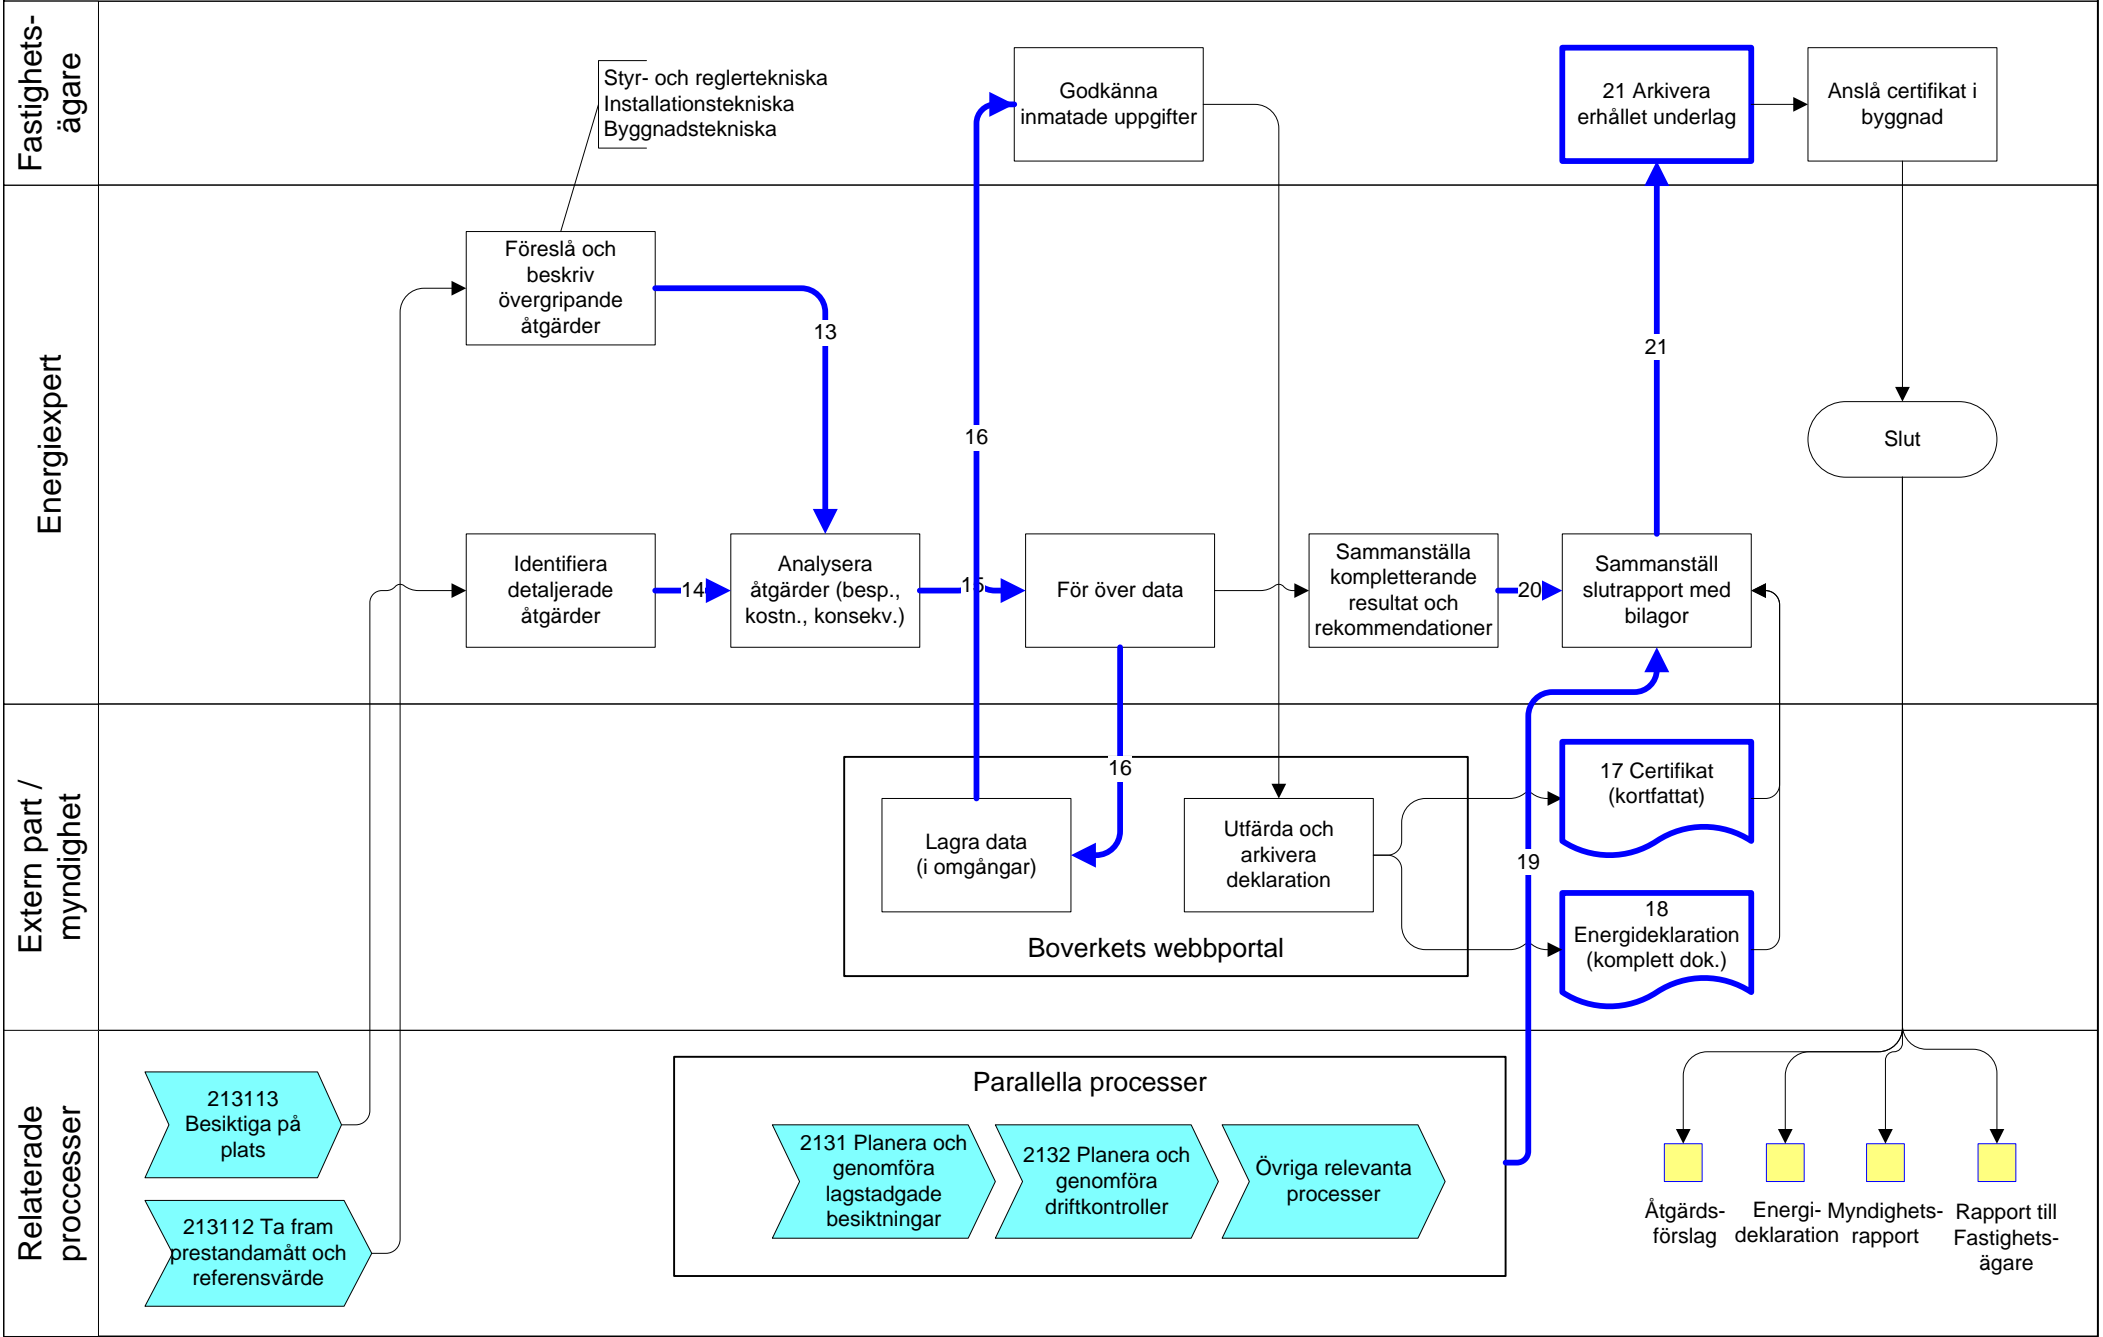 Fastighets-
ägare
Styr- och reglertekniska
Installationstekniska
Byggnadstekniska
Godkänna
inmatade uppgifter
21 Arkivera
erhållet underlag
Anslå certifikat i
byggnad
Energiexpert
Föreslå och
beskriv
övergripande
åtgärder
13
16
21
Slut
Identifiera
detaljerade
åtgärder
14
Analysera
åtgärder (besp.,
kostn., konsekv.)
15
För över data
Sammanställa
kompletterande
resultat och
rekommendationer
20
Sammanställ
slutrapport med
bilagor
Extern part /
myndighet
16
Lagra data
(i omgångar)
Utfärda och
arkivera
deklaration
Boverkets webbportal
19
17 Certifikat
(kortfattat)
18
Energideklaration
(komplett dok.)
Relaterade
proccesser
213113
Besiktiga på
plats
213112 Ta fram
prestandamått och
referensvärde
Parallella processer
2131 Planera och
genomföra
lagstadgade
besiktningar
2132 Planera och
genomföra
driftkontroller
Övriga relevanta
processer
Åtgärds-
förslag
Energi-
deklaration
Myndighets-
rapport
Rapport till
Fastighets-
ägare